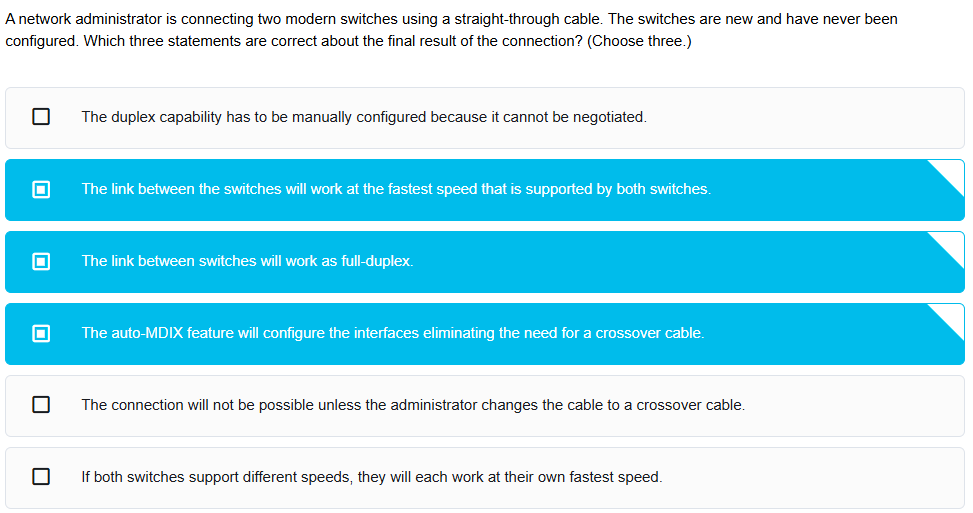 A network administrator is connecting two modern switches using a straight-through cable. The switches are new and have never been
configured. Which three statements are correct about the final result of the connection? (Choose three.)
The duplex capability has to be manually configured because it cannot be negotiated.
The link between the switches will work at the fastest speed that is supported by both switches.
The link between switches will work as full-duplex.
The auto-MDIX feature will configure the interfaces eliminating the need for a crossover cable.
The connection will not be possible unless the administrator changes the cable to a crossover cable.
If both switches support different speeds, they will each work at their own fastest speed.